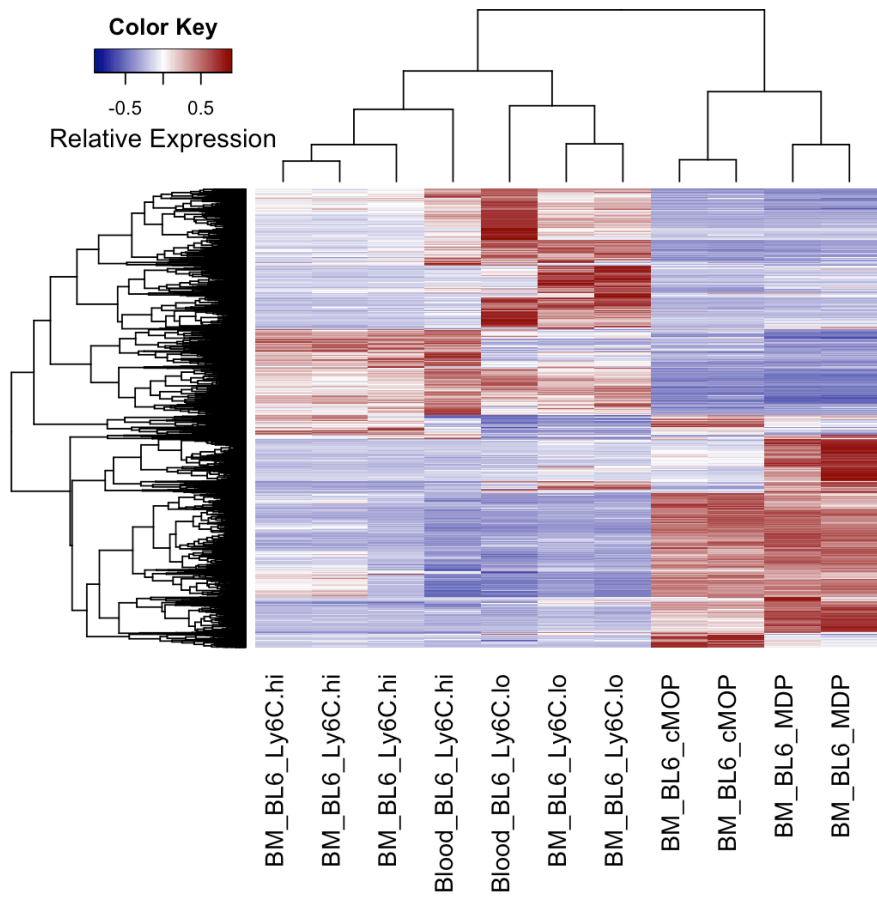 Color Key
-0.5 0.5
Relative Expression
BM_BL6_Ly6C.hi
BM_BL6_Ly6C.hi
BM_BL6_Ly6C.hi
Blood_BL6_Ly6C.hi
Blood_BL6_Ly6C.lo
BM_BL6_Ly6C.lo
BM_BL6_Ly6C.lo
BM_BL6_cMOP
BM_BL6_cMOP
BM_BL6_MDP
BM_BL6_MDP